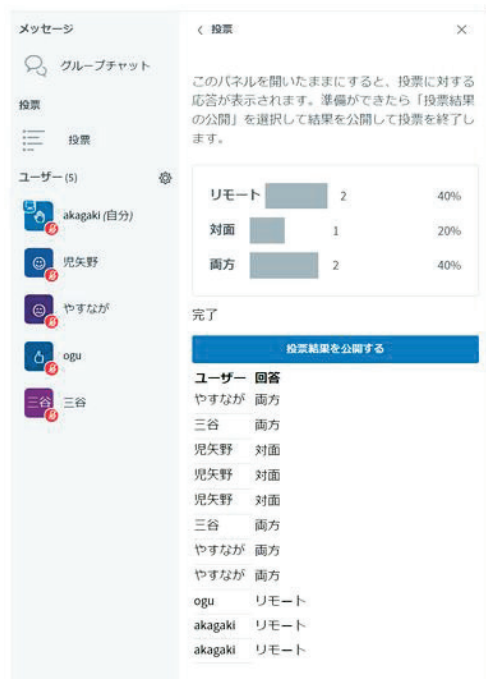 メッセージ
グループチャット
投票
投票
ユーザー (5)
akagaki (自分)
児矢野
やすなが
ogu
三谷 三谷
投票
このパネルを開いたままにすると、投票に対する
応答が表示されます。準備ができたら「投票結果
の公開」を選択して結果を公開して投票を終了し
ます。
リモート 2 40%
対面 1 20%
両方 2 40%
完了
投票結果を公開する
ユーザー 回答
やすなが 両方
三谷 両方
児矢野 対面
児矢野 対面
児矢野 対面
三谷 両方
やすなが 両方
やすなが 両方
ogu リモート
akagaki リモート
akagaki リモート